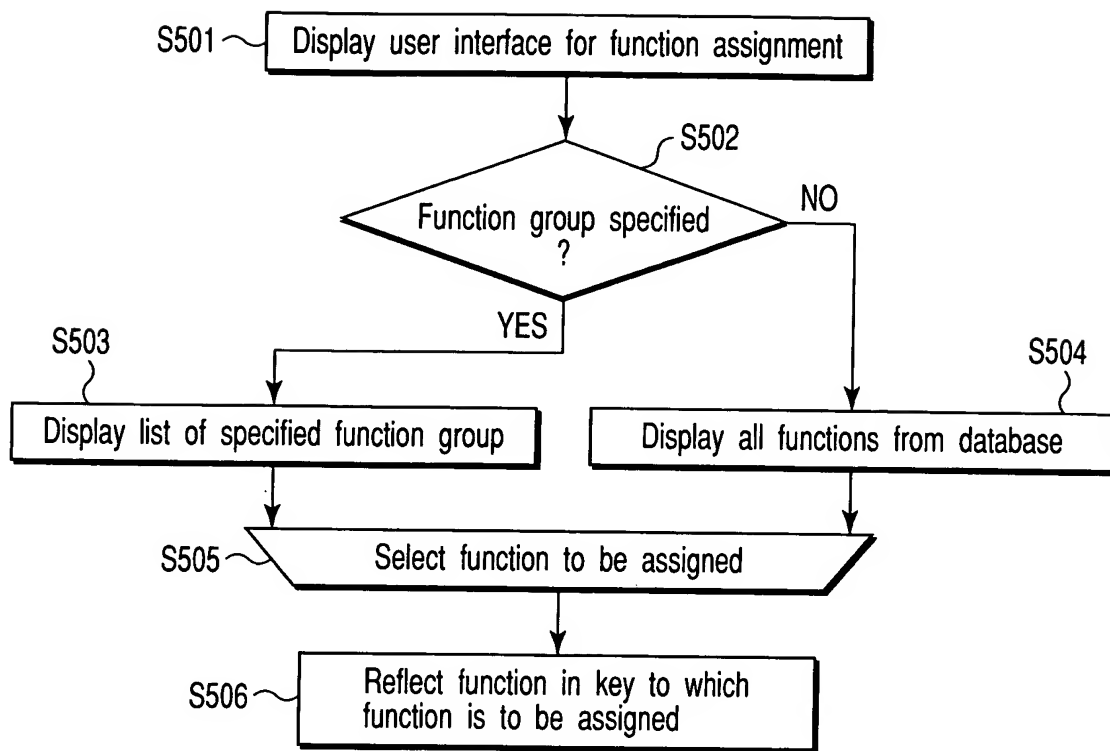 S501
Display user interface for function assignment
S502
Function group specified
?
NO
YES
S503
S504
Display list of specified function group
Display all functions from database
S505
Select function to be assigned
S506
Reflect function in key to which
function is to be assigned